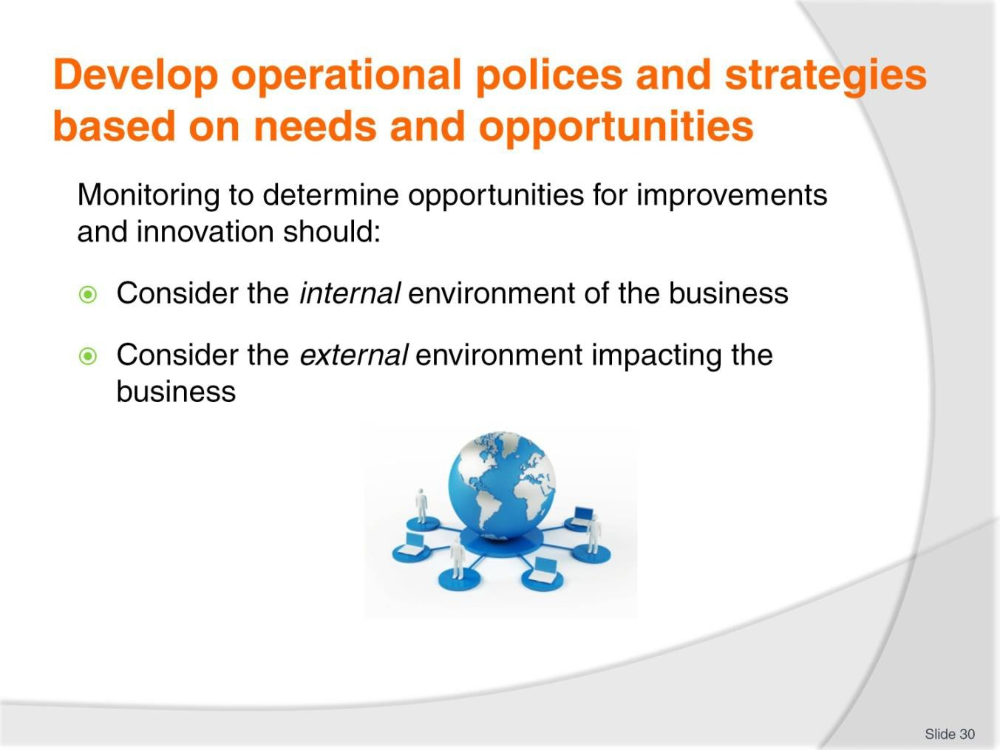 Develop operational polices and strategies
based on needs and opportunities
Monitoring to determine opportunities for improvements
and innovation should:
Consider the internal environment of the business
Consider the external environment impacting the
business
Slide 30